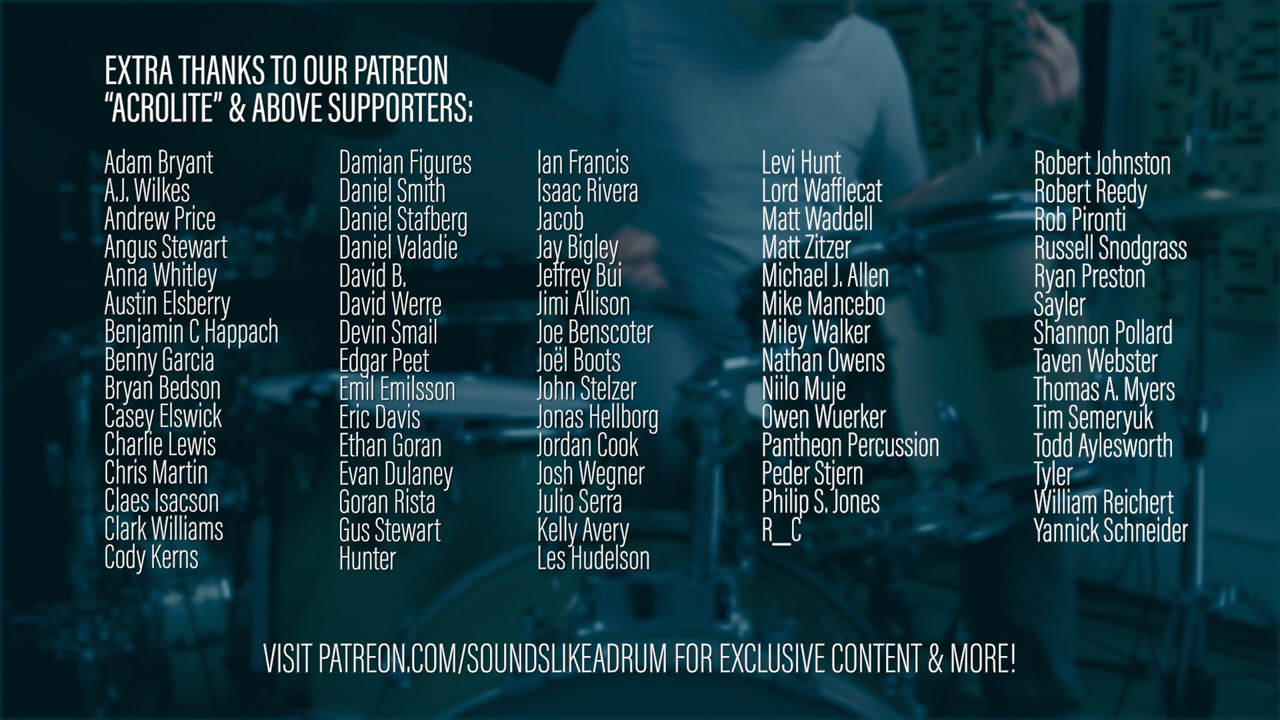 EXTRA THANKS TO OUR PATREON
“ACROLITE” & ABOVE SUPPORTERS:
Adam Bryant
A.J. Wilkes
Andrew Price
Angus Stewart
Anna Whitley
Austin Elsberry
Benjamin C Happach
Benny Garcia
Bryan Bedson
Casey Elswick
Charlie Lewis
Chris Martin
Claes Isacson
Clark Williams
Cody Kerns
Damian Figures
Daniel Smith
Daniel Stafberg
Daniel Valadie
David B.
David Werre
Devin Smail
Edgar Peet
Emil Emilsson
Eric Davis
Ethan Goran
Evan Dulaney
Goran Rista
Gus Stewart
Hunter
Ian Francis
Isaac Rivera
Jacob
Jay Bigley
Jeffrey Bui
Jimi Allison
Joe Benscoter
Joël Boots
John Stelzer
Jonas Hellborg
Jordan Cook
Josh Wegner
Julio Serra
Kelly Avery
Les Hudelson
Levi Hunt
Lord Wafflecat
Matt Waddell
Matt Zitzer
Michael J. Allen
Mike Mancebo
Miley Walker
Nathan Owens
Niilo Muje
Owen Wuerker
Pantheon Percussion
Peder Stjern
Philip S. Jones
R__C
Robert Johnston
Robert Reedy
Rob Pironti
Russell Snodgrass
Ryan Preston
Sayler
Shannon Pollard
Taven Webster
Thomas A. Myers
Tim Semeryuk
Todd Aylesworth
Tyler
William Reichert
Yannick Schneider
VISIT PATREON.COM/SOUNDSLIKEADRUM FOR EXCLUSIVE CONTENT & MORE!